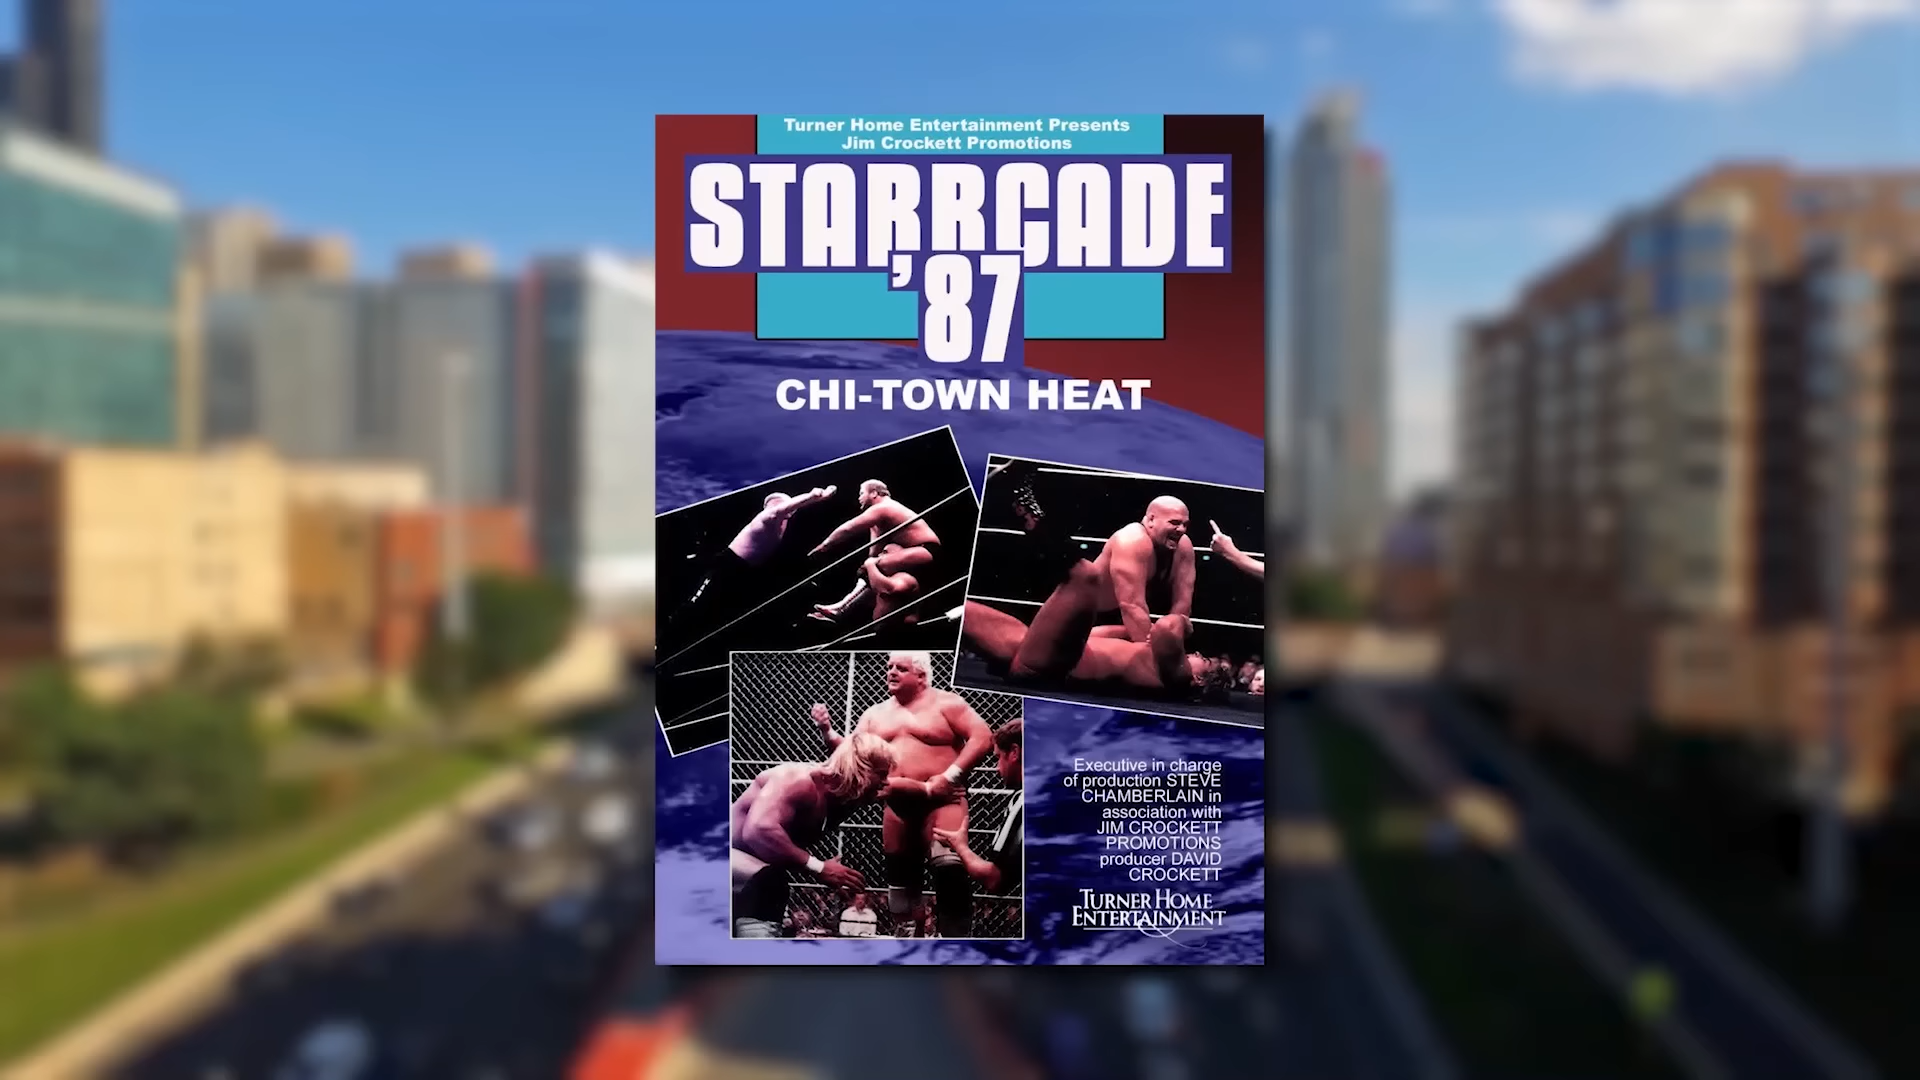 Turner Home Entertainment Presents
Jim Crockett Promotions
STARRCADE
'87
CHI-TOWN HEAT
Executive in charge
of production STEVE
CHAMBERLAIN in
association with
JIM CROCKETT
PROMOTIONS
producer DAVID
CROCKETT
TURNER HOME
ENTERTAINMENT